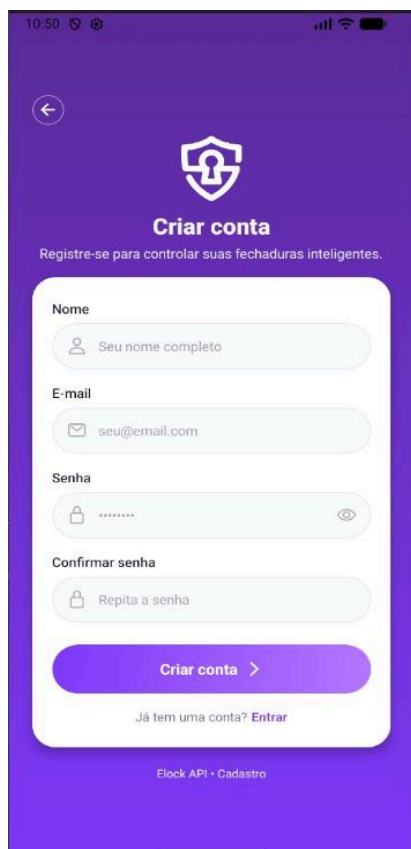 10:50
Criar conta
Registre-se para controlar suas fechaduras inteligentes.
Nome
Seu nome completo
E-mail
seu@email.com
Senha
••••••••
Confirmar senha
Repita a senha
Criar conta
Já tem uma conta? Entrar
Elock API • Cadastro